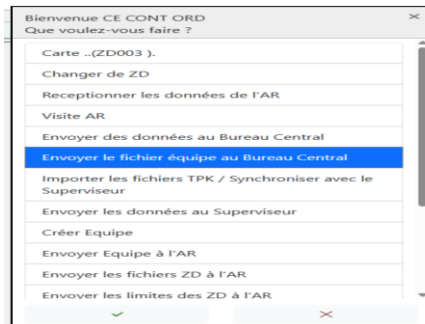 Bienvenue CE CONT ORD
Que voulez-vous faire ?
Carte ..(ZD003 ).
Changer de ZD
Receptionner les données de l'AR
Visite AR
Envoyer des données au Bureau Central
Envoyer le fichier équipe au Bureau Central
Importer les fichiers TPK / Synchroniser avec le
Superviseur
Envoyer les données au Superviseur
Créer Equipe
Envoyer Equipe à l'AR
Envoyer les fichiers ZD à l'AR
Envoyer les limites des ZD à l'AR